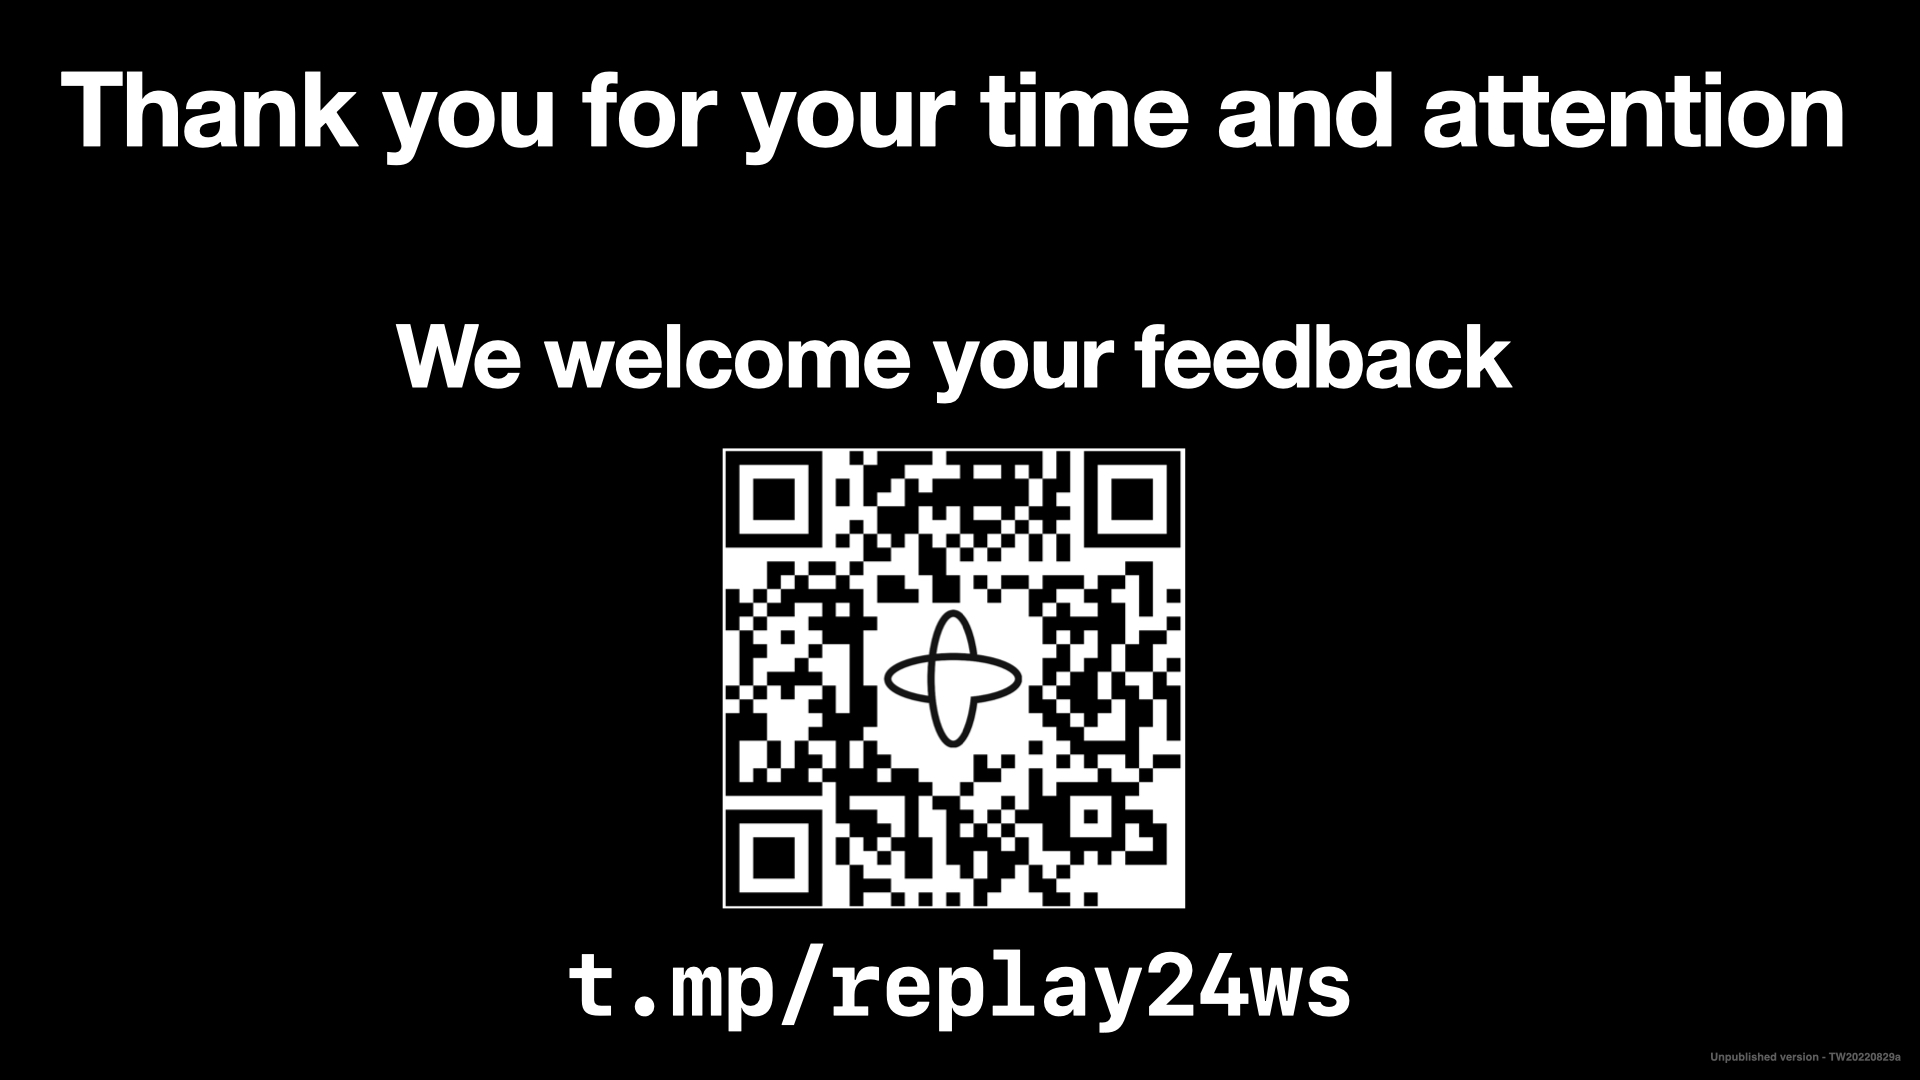 Thank you for your time and attention
We welcome your feedback
t.mp/replay24ws
Unpublished version - TW20220829a